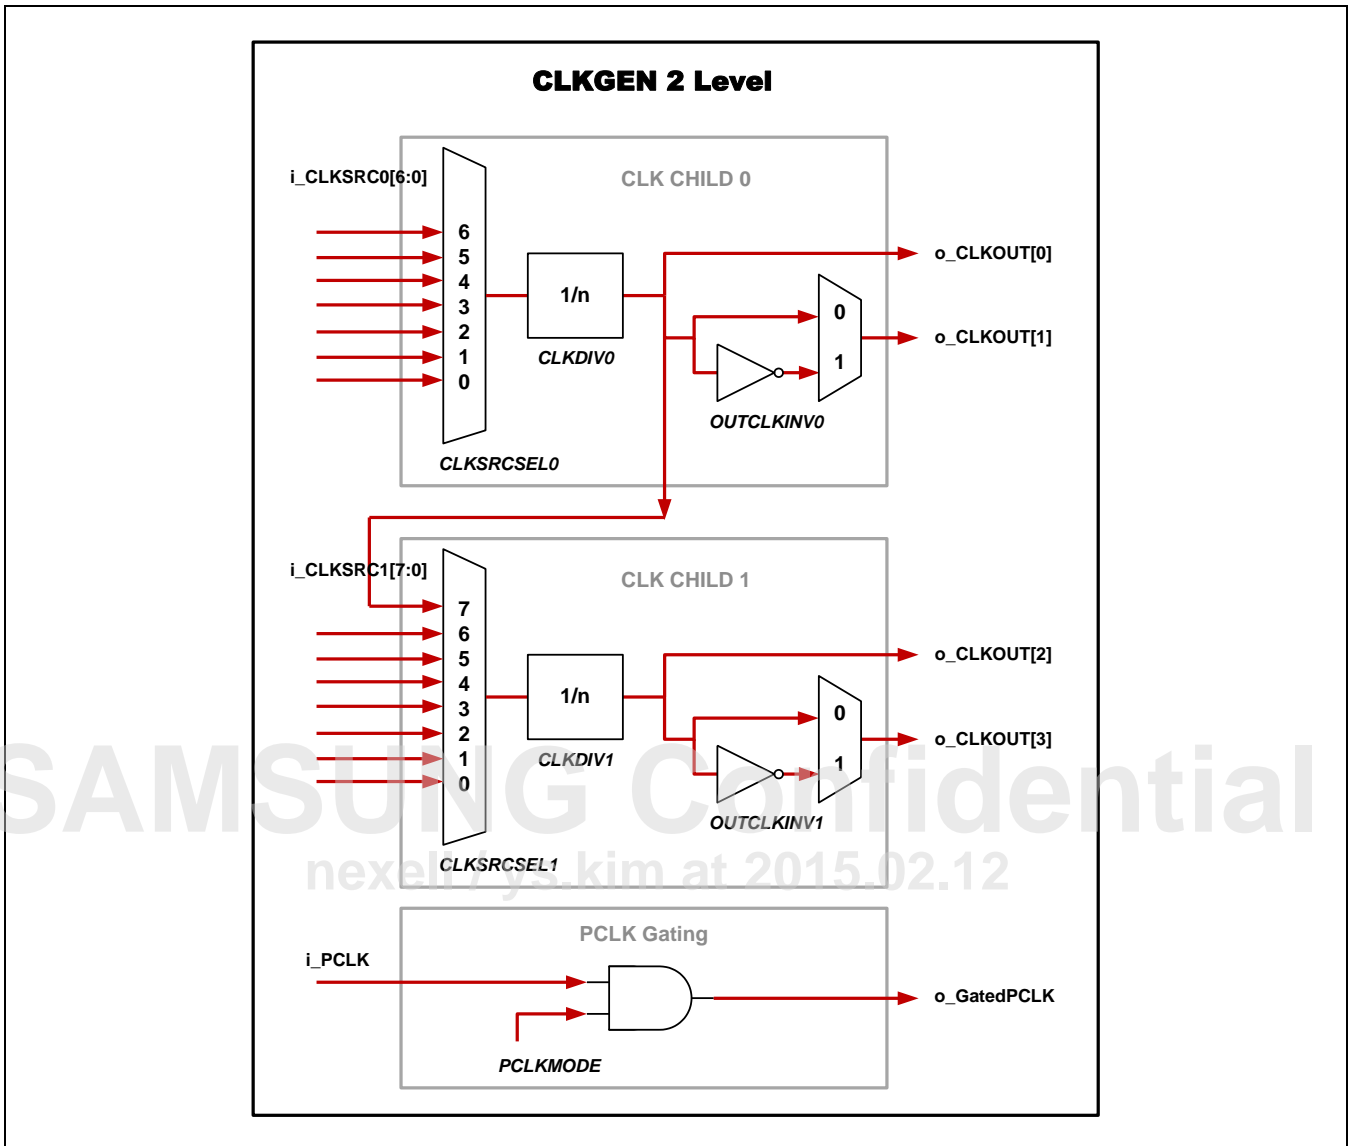 CLKGEN 2 Level
CLK CHILD 0
i_CLKSRC0[6:0]
6
5
4
3
2
1
0
1/n
CLKDIV0
CLKSRCSEL0
0
1
OUTCLKINV0
o_CLKOUT[0]
o_CLKOUT[1]
CLK CHILD 1
i_CLKSRC1[7:0]
7
6
5
4
3
2
1
0
1/n
CLKDIV1
CLKSRCSEL1
0
1
OUTCLKINV1
o_CLKOUT[2]
o_CLKOUT[3]
SAMSUNG Confidential
nexell / ys.kim at 2015.02.12
PCLK Gating
i_PCLK
PCLKMODE
o_GatedPCLK